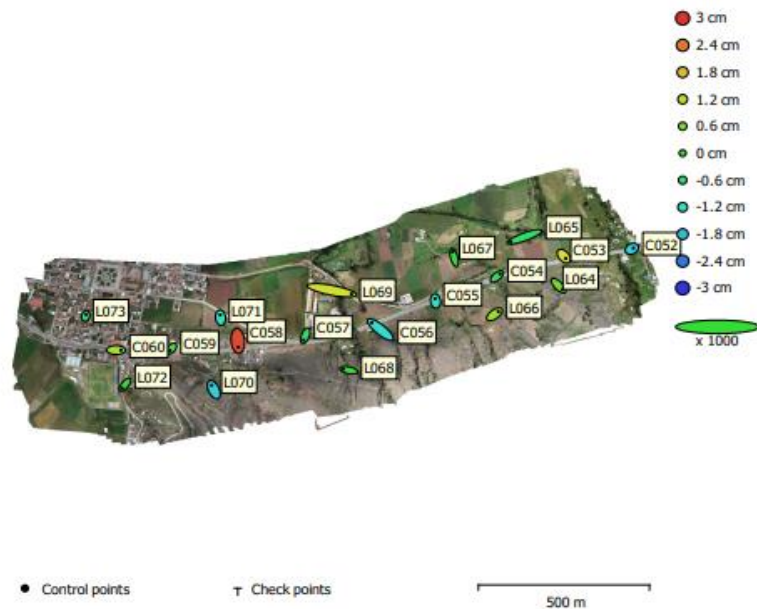 3 cm
2.4 cm
1.8 cm
1.2 cm
0.6 cm
0 cm
-0.6 cm
-1.2 cm
-1.8 cm
-2.4 cm
-3 cm
x 1000
L065
L067
C053
C052
C054
L064
L069
C055
L066
L073
L071
C056
C058
C057
C060
C059
L068
L072
L070
Control points
Check points
500 m